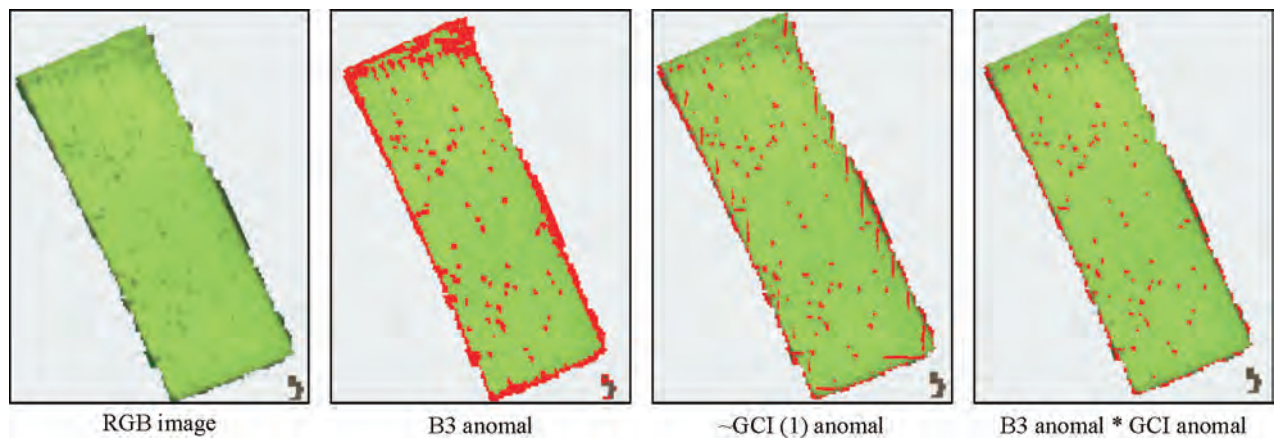 RGB image
B3 anomal
~GCI (1) anomal
B3 anomal * GCI anomal